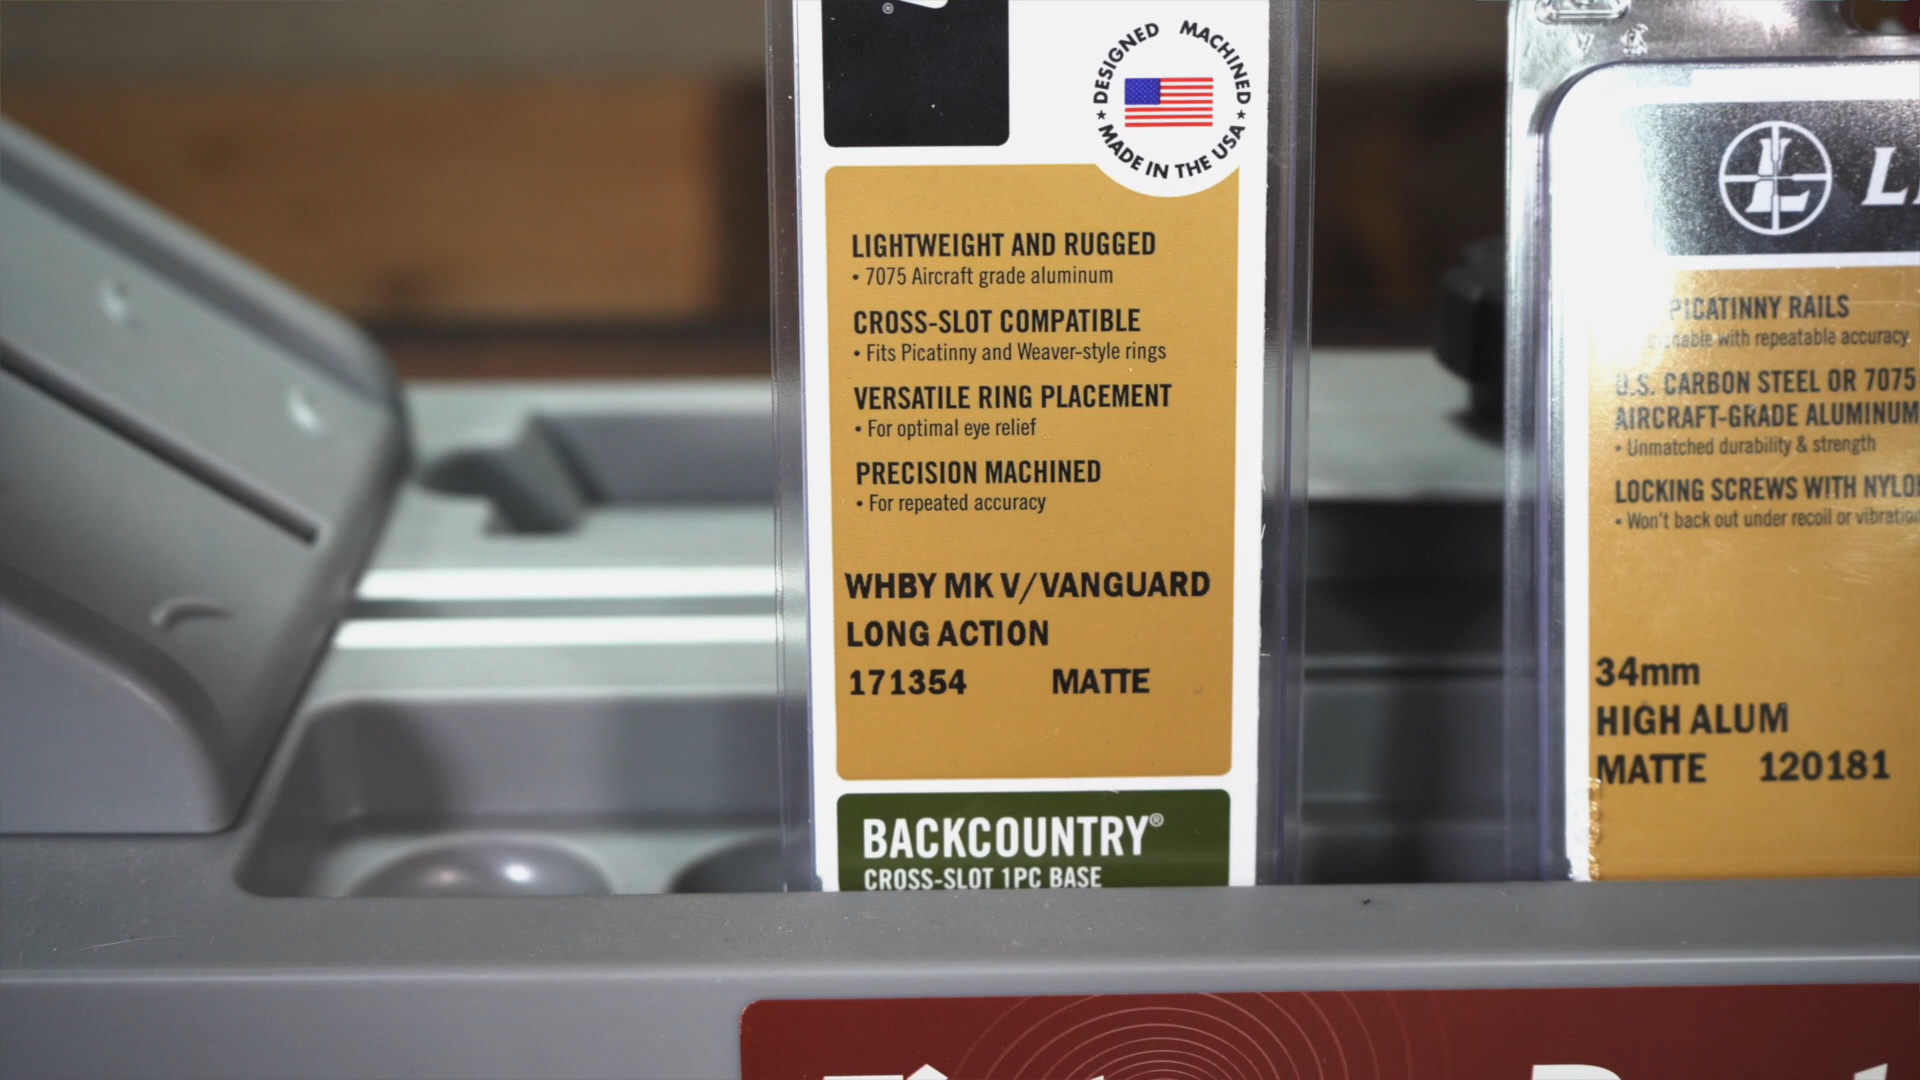 ®
DESIGNED MACHINED
★ MADE IN THE USA ★
LIGHTWEIGHT AND RUGGED
• 7075 Aircraft grade aluminum
CROSS-SLOT COMPATIBLE
• Fits Picatinny and Weaver-style rings
VERSATILE RING PLACEMENT
• For optimal eye relief
PRECISION MACHINED
• For repeated accuracy
WHBY MK V/VANGUARD
LONG ACTION
171354 MATTE
BACKCOUNTRY®
CROSS-SLOT 1PC BASE
L
PICATINNY RAILS
with repeatable accuracy
U.S. CARBON STEEL OR 7075
AIRCRAFT-GRADE ALUMINUM
• Unmatched durability & strength
LOCKING SCREWS WITH
• Won't back out under recoil or
34mm
HIGH ALUM
MATTE 120181